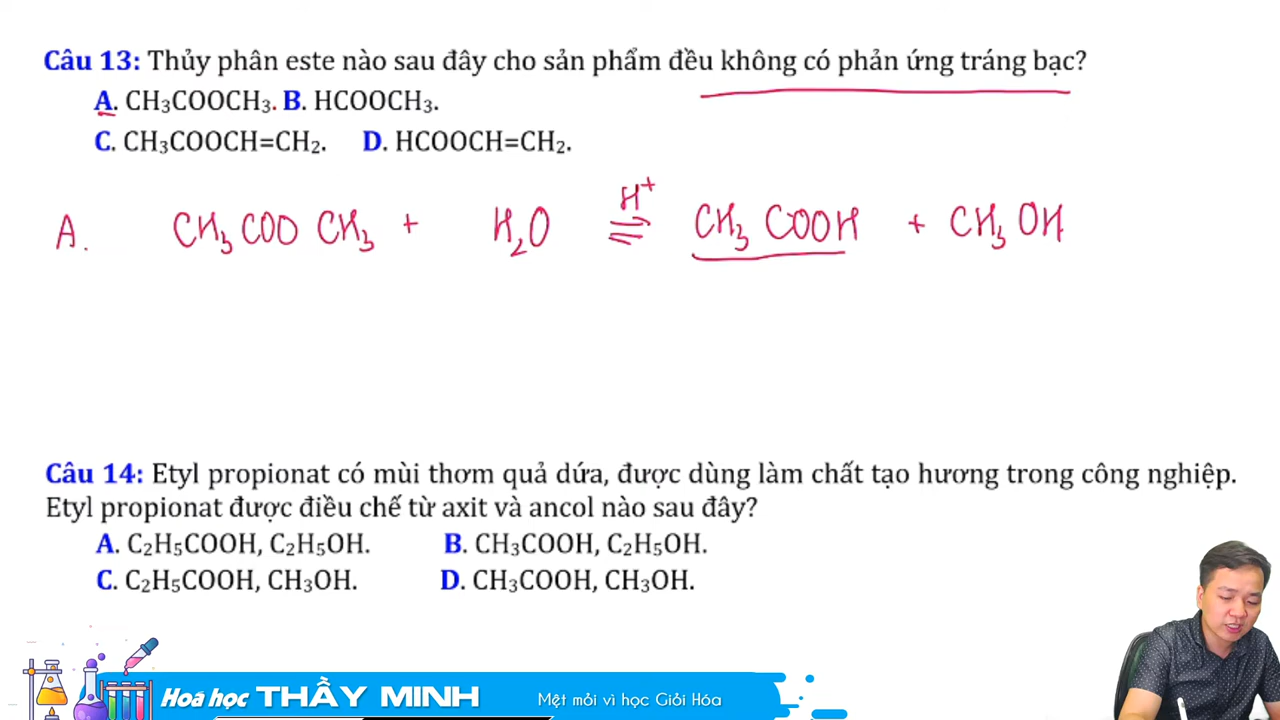 Câu 13: Thủy phân este nào sau đây cho sản phẩm đều không có phản ứng tráng bạc?
A. CH₃COOCH₃. B. HCOOCH₃.
C. CH₃COOCH=CH₂. D. HCOOCH=CH₂.
A. CH₃COO CH₃ + H₂O ⇌ H⁺ CH₃COOH + CH₃OH
Câu 14: Etyl propionat có mùi thơm quả dứa, được dùng làm chất tạo hương trong công nghiệp.
Etyl propionat được điều chế từ axit và ancol nào sau đây?
A. C₂H₅COOH, C₂H₅OH. B. CH₃COOH, C₂H₅OH.
C. C₂H₅COOH, CH₃OH. D. CH₃COOH, CH₃OH.
Hoá học THẦY MINH Mệt mỏi vì học Giỏi Hóa